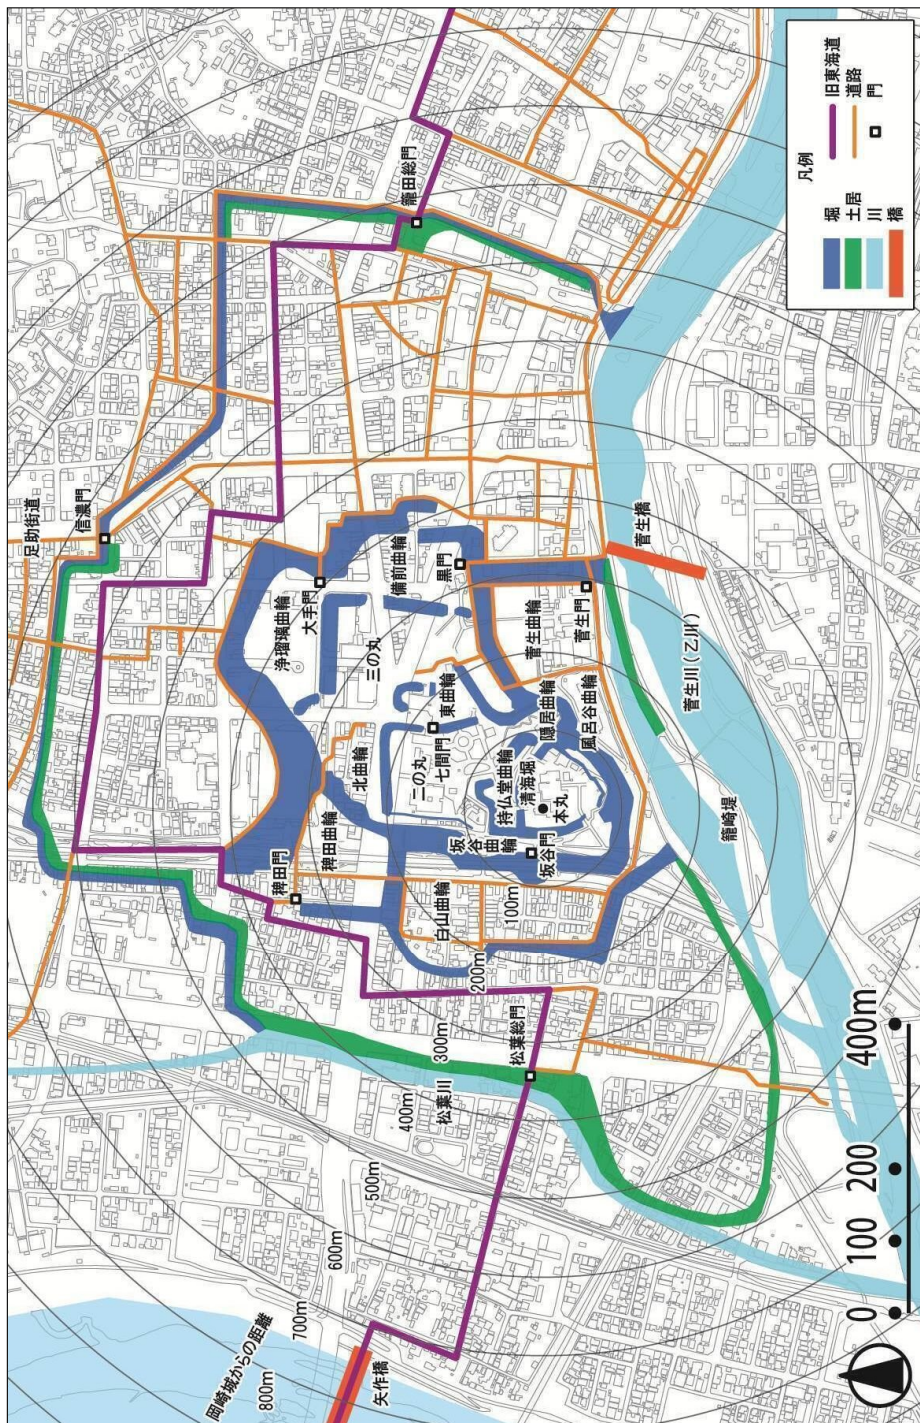 足助街道
信濃門
籠田総門
浄瑠璃曲輪
大手門
備前曲輪
三の丸
黒門
菅生曲輪
菅生門
菅生橋
菅生川(乙川)
北曲輪
東曲輪
二の丸
七間門
隠居曲輪
風呂谷曲輪
持仏堂曲輪
清海堀
本丸
稗田門
稗田曲輪
坂谷曲輪
坂谷門
白山曲輪
籠崎堤
松葉総門
松葉川
矢作橋
岡崎城からの距離
100m
200m
300m
400m
500m
600m
700m
800m
凡例
堀
土居
川
橋
旧東海道
道路
門
0
100
200
400m